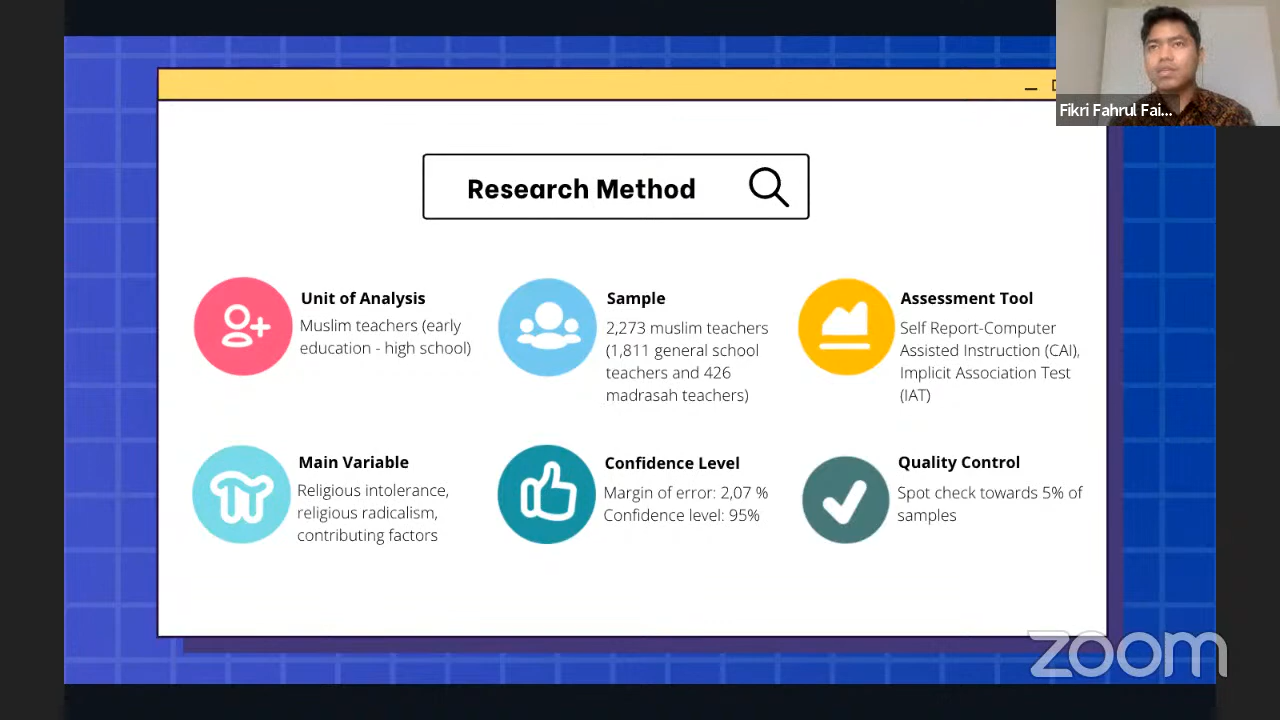 Fikri Fahrul Fai...
Research Method
Unit of Analysis
Muslim teachers (early
education - high school)
Sample
2,273 muslim teachers
(1,811 general school
teachers and 426
madrasah teachers)
Assessment Tool
Self Report-Computer
Assisted Instruction (CAI),
Implicit Association Test
(IAT)
Main Variable
Religious intolerance,
religious radicalism,
contributing factors
Confidence Level
Margin of error: 2,07 %
Confidence level: 95%
Quality Control
Spot check towards 5% of
samples
zoom